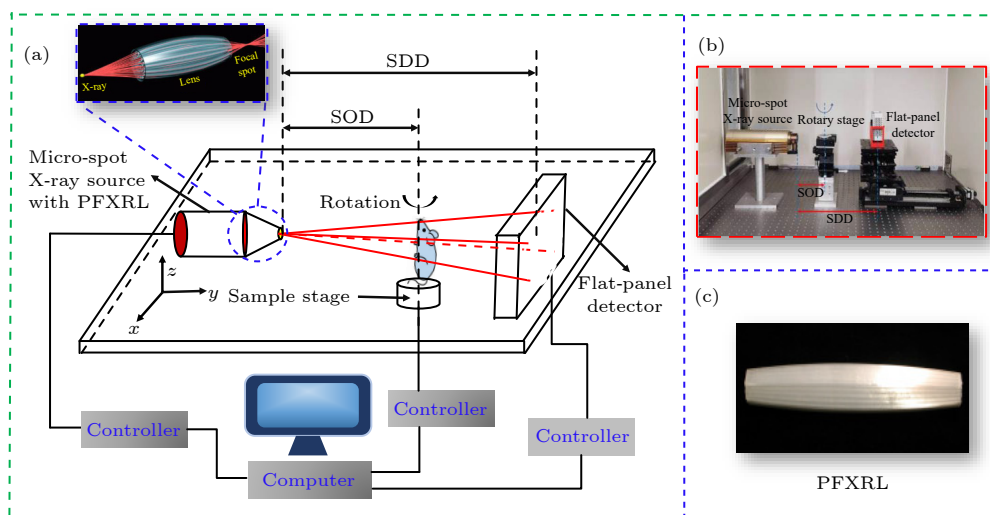 (a)
X-ray
Lens
Focal
spot
SDD
SOD
Micro-spot
X-ray source
with PFXRL
Rotation
z
y
x
Sample stage
Flat-panel
detector
Controller
Controller
Controller
Computer
(b)
Micro-spot
X-ray source
Rotary stage
Flat-panel
detector
SOD
SDD
(c)
PFXRL